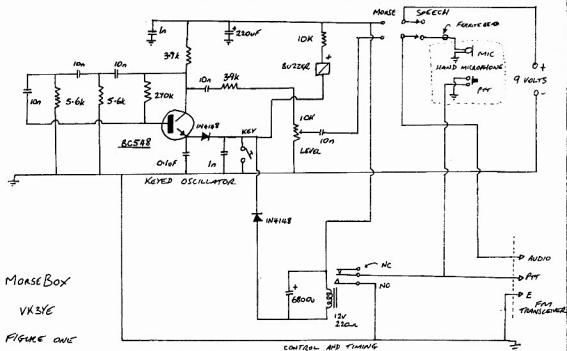 MORSE
SPEECH
1n
220uF
10K
FERRITE BEAD
39k
BUZZER
MIC
HAND MICROPHONE
PTT
+
9 VOLTS
-
10n
10n
10n
39k
10n
5.6k
5.6k
270k
10K
LEVEL
10n
1N4148
KEY
BC548
0.1uF
1n
KEYED OSCILLATOR
1N4148
NC
NO
+
6800u
12V
220Ω
AUDIO
PTT
E
FM
TRANSCEIVER
MORSEBOX
VK3YE
FIGURE ONE
CONTROL AND TIMING